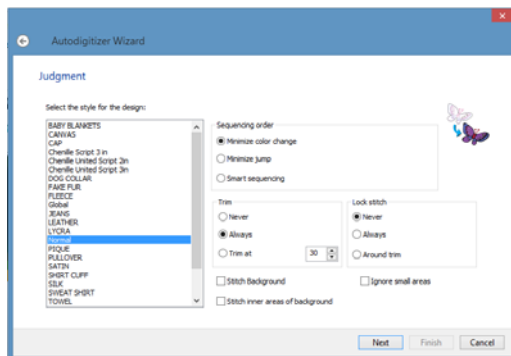 Autodigitizer Wizard
Judgment
Select the style for the design:
BABY BLANKETS
CANVAS
CAP
Chenille Script 3 in
Chenille United Script 2in
Chenille United Script 3in
DOG COLLAR
FAKE FUR
FLEECE
Global
JEANS
LEATHER
LYCRA
Normal
PIQUE
PULLOVER
SATIN
SHIRT CUFF
SILK
SWEAT SHIRT
TOWEL
Sequencing order
Minimize color change
Minimize jump
Smart sequencing
Trim
Never
Always
Trim at 30
Lock stitch
Never
Always
Around trim
Stitch Background
Ignore small areas
Stitch inner areas of background
Next Finish Cancel